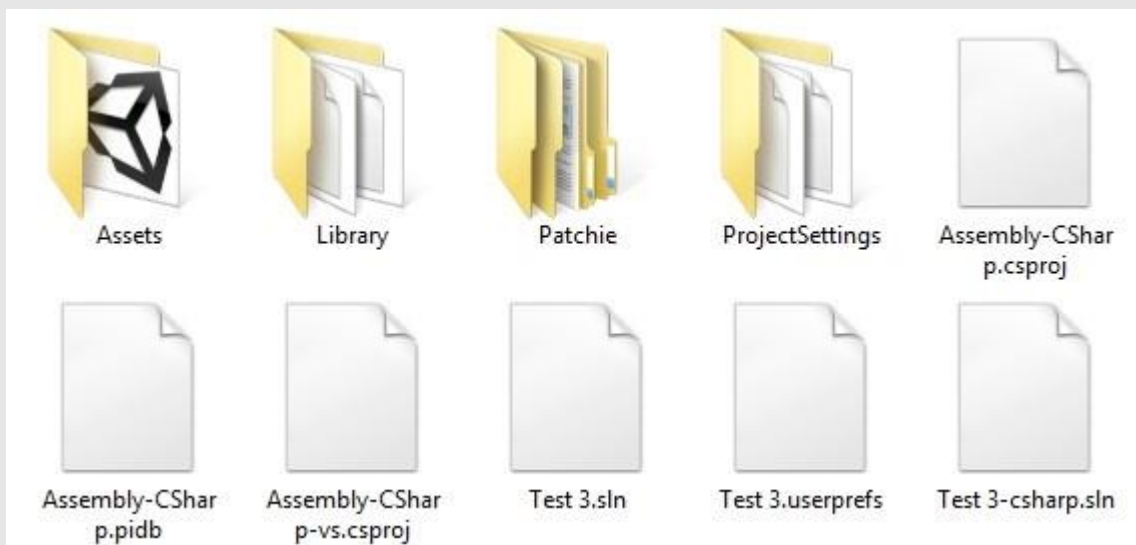 Assets
Library
Patchie
ProjectSettings
Assembly-CShar
p.csproj
Assembly-CShar
p.pidb
Assembly-CShar
p-vs.csproj
Test 3.sln
Test 3.userprefs
Test 3-csharp.sln